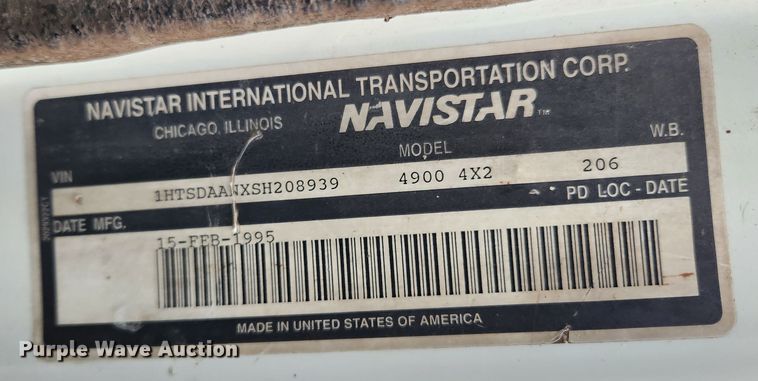 NAVISTAR INTERNATIONAL TRANSPORTATION CORP.
CHICAGO, ILLINOIS NAVISTAR™
VIN MODEL W.B.
1HTSDAANXSH208939 4900 4X2 206
DATE MFG. PD LOC - DATE
15-FEB-1995
MADE IN UNITED STATES OF AMERICA
Purple Wave Auction